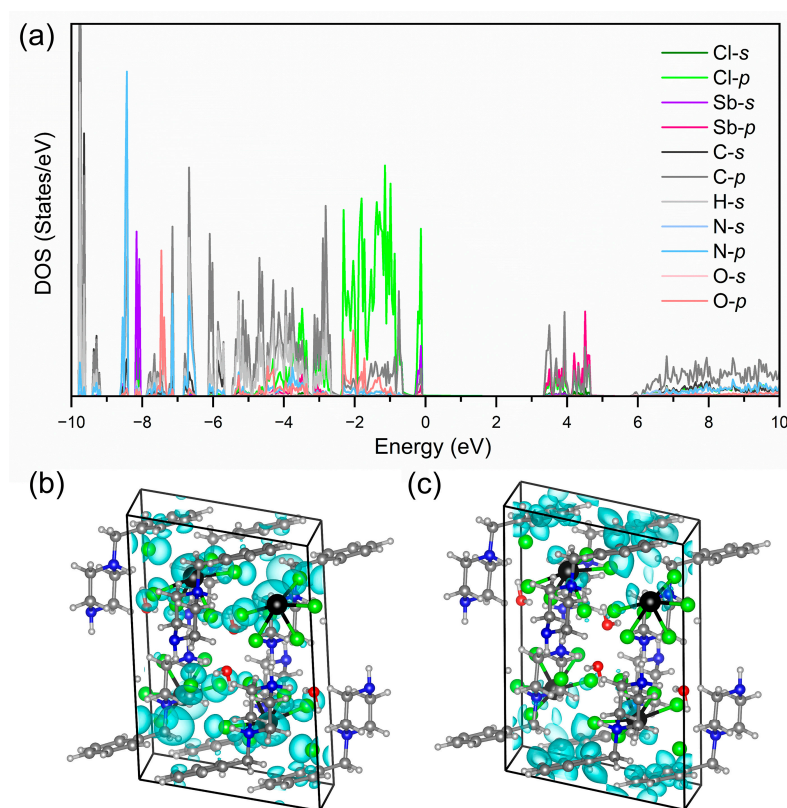 (a)
DOS (States/eV)
Cl-s
Cl-p
Sb-s
Sb-p
C-s
C-p
H-s
N-s
N-p
O-s
O-p
−10 −8 −6 −4 −2 0 2 4 6 8 10
Energy (eV)
(b) (c)